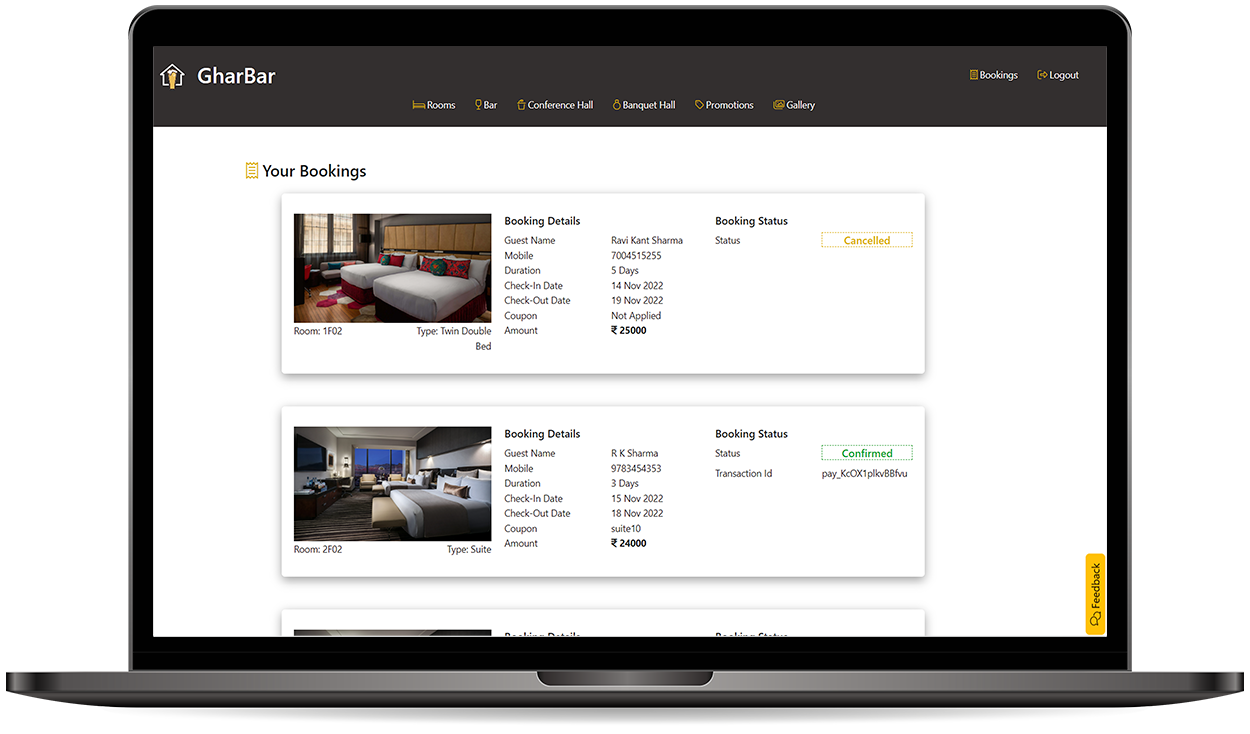 GharBar
Bookings
Logout
Rooms
Bar
Conference Hall
Banquet Hall
Promotions
Gallery
Your Bookings
Booking Details
Guest Name Ravi Kant Sharma
Mobile 7004515255
Duration 5 Days
Check-In Date 14 Nov 2022
Check-Out Date 19 Nov 2022
Coupon Not Applied
Amount ₹ 25000
Booking Status
Status Cancelled
Room: 1F02
Type: Twin Double
Bed
Booking Details
Guest Name R K Sharma
Mobile 9783454353
Duration 3 Days
Check-In Date 15 Nov 2022
Check-Out Date 18 Nov 2022
Coupon suite10
Amount ₹ 24000
Booking Status
Status Confirmed
Transaction Id pay_KcOX1plkvBBfvu
Room: 2F02
Type: Suite
Feedback
Booking Details
Booking Status